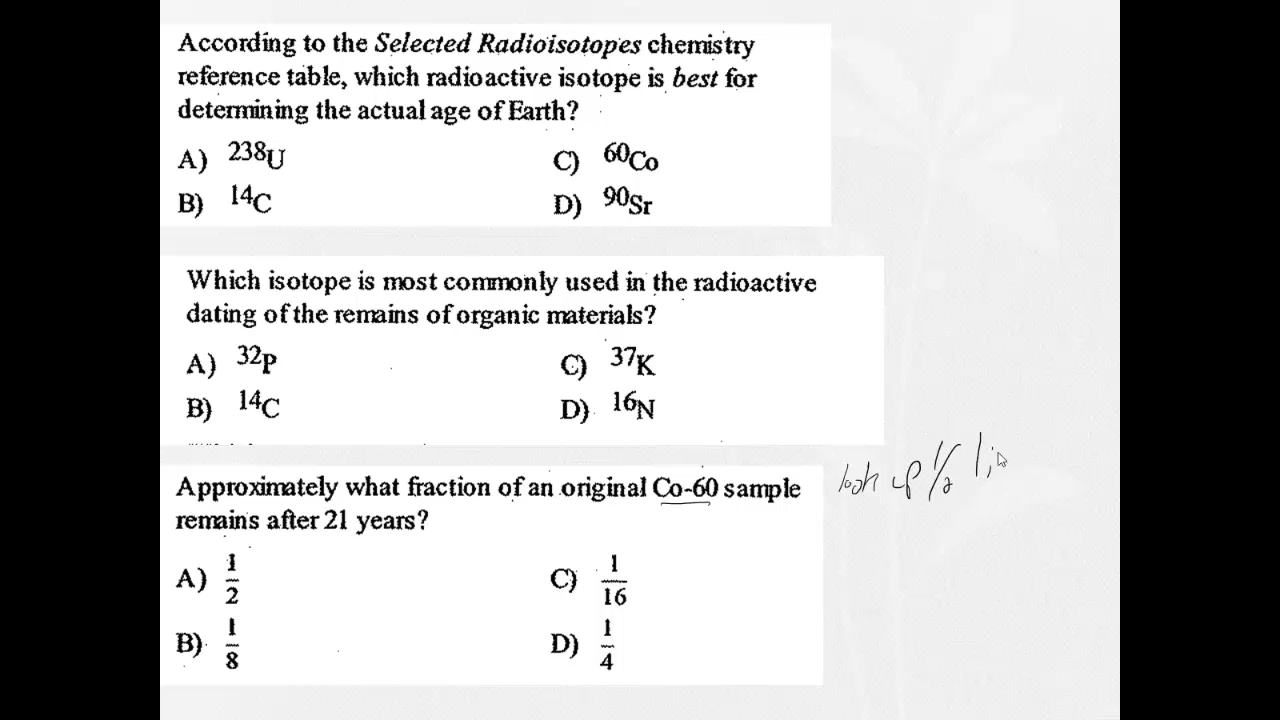 According to the Selected Radioisotopes chemistry
reference table, which radioactive isotope is best for
determining the actual age of Earth?
A) ²³⁸U C) ⁶⁰Co
B) ¹⁴C D) ⁹⁰Sr
Which isotope is most commonly used in the radioactive
dating of the remains of organic materials?
A) ³²P C) ³⁷K
B) ¹⁴C D) ¹⁶N
look up 1/2 li
Approximately what fraction of an original Co-60 sample
remains after 21 years?
A) 1/2 C) 1/16
B) 1/8 D) 1/4